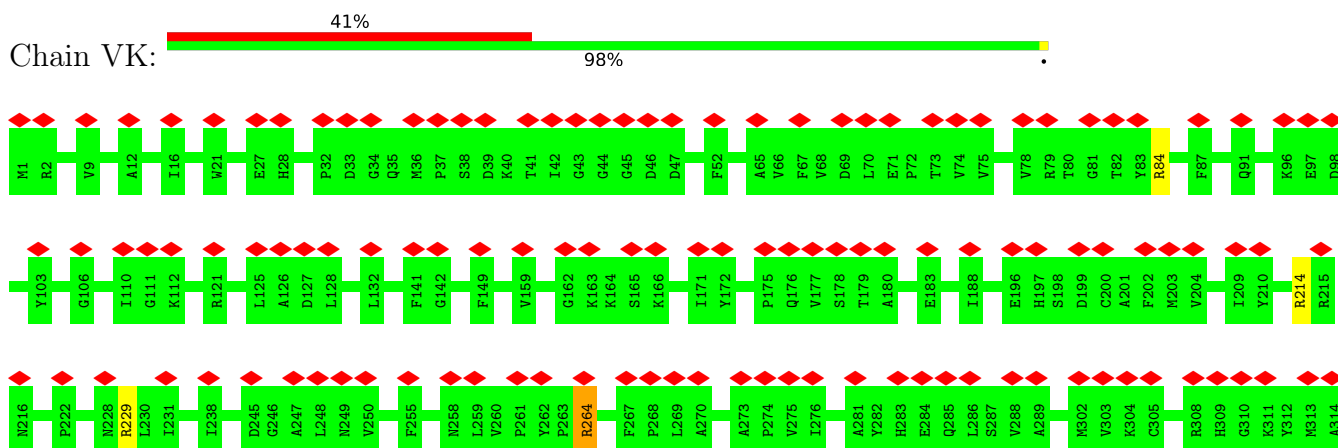 41%
Chain VK:
98%
M1 R2 V9 A12 I16 W21 E27 H28 P32 D33 G34 Q35 M36 P37 S38 D39 K40 T41 I42 G43 G44 G45 D46 D47 F52 A65 V66 F67 V68 D69 L70 E71 P72 T73 V74 V75 V78 R79 T80 G81 T82 Y83 R84 F87 Q91 K96 E97 D98
Y103 G106 I110 G111 K112 R121 L125 A126 D127 L128 L132 F141 G142 F149 V159 G162 K163 K164 S165 K166 I171 Y172 P175 Q176 V177 S178 T179 A180 E183 I188 E196 H197 S198 D199 C200 A201 F202 M203 V204 I209 Y210 R214 R215
N216 P222 N228 R229 L230 I231 I238 D245 G246 A247 L248 N249 V250 F255 N258 L259 V260 P261 Y262 P263 R264 F267 P268 L269 A270 A273 P274 V275 I276 A281 Y282 H283 E284 Q285 L286 S287 V288 A289 M302 V303 K304 C305 R308 H309 G310 K311 Y312 M313